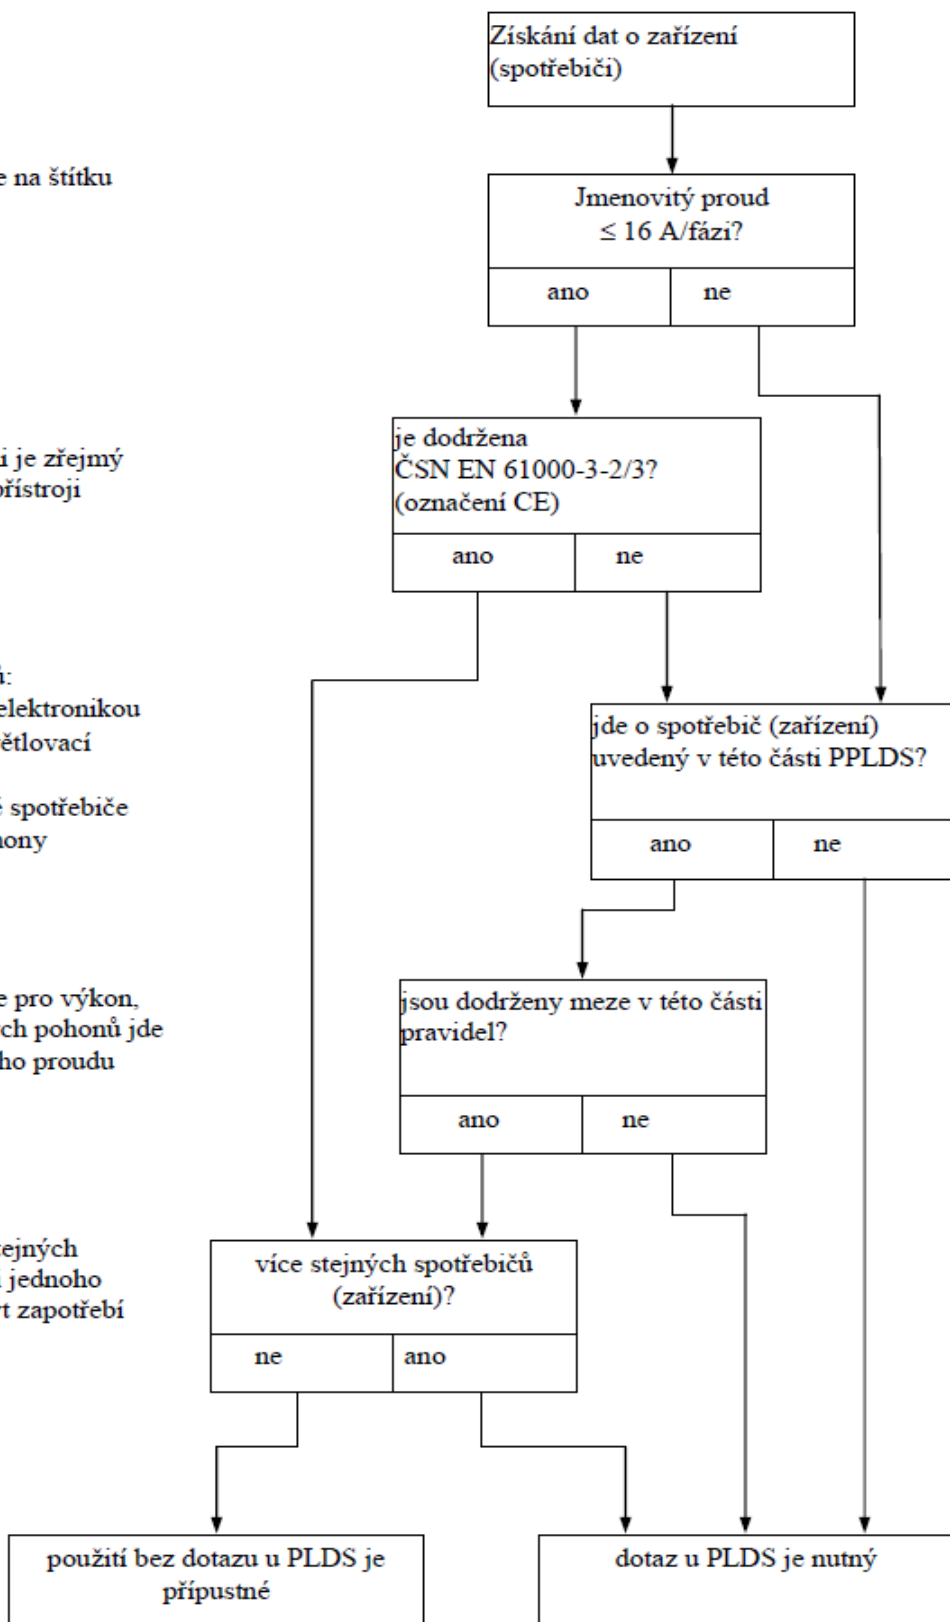 Získání dat o zařízení
(spotřebiči)
e na štítku
Jmenovitý proud
≤ 16 A/fázi?
ano
ne
je dodržena
ČSN EN 61000-3-2/3?
(označení CE)
ano
ne
i je zřejmý
přístroji
elektronikou
ětlovací
spotřebiče
jde o spotřebič (zařízení)
uvedený v této části PPLDS?
ano
ne
e pro výkon,
ch pohonů jde
ho proudu
jsou dodrženy meze v této části
pravidel?
ano
ne
tejných
i jednoho
t zapotřebí
více stejných spotřebičů
(zařízení)?
ne
ano
použití bez dotazu u PLDS je
přípustné
dotaz u PLDS je nutný